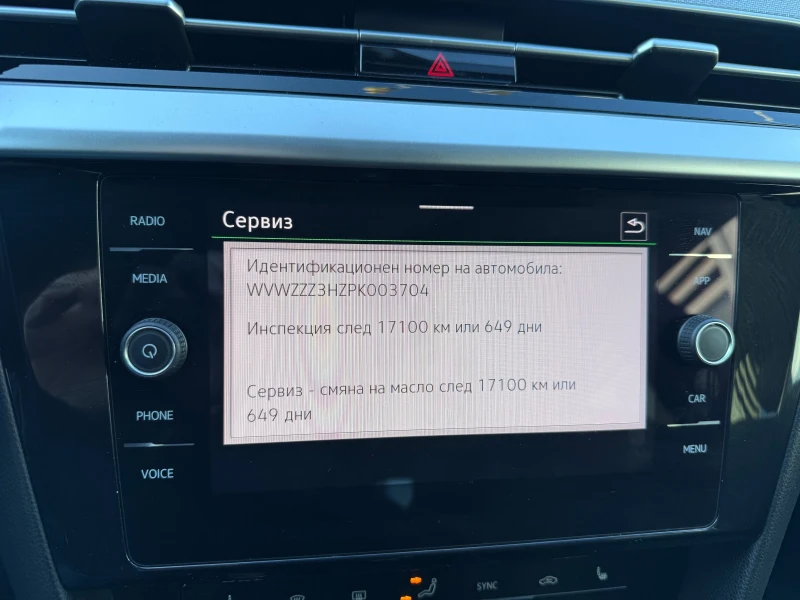 RADIO
MEDIA
PHONE
VOICE
Сервиз
Идентификационен номер на автомобила:
WVWZZZ3HZPK003704
Инспекция след 17100 км или 649 дни
Сервиз - смяна на масло след 17100 км или
649 дни
NAV
APP
CAR
MENU
SYNC